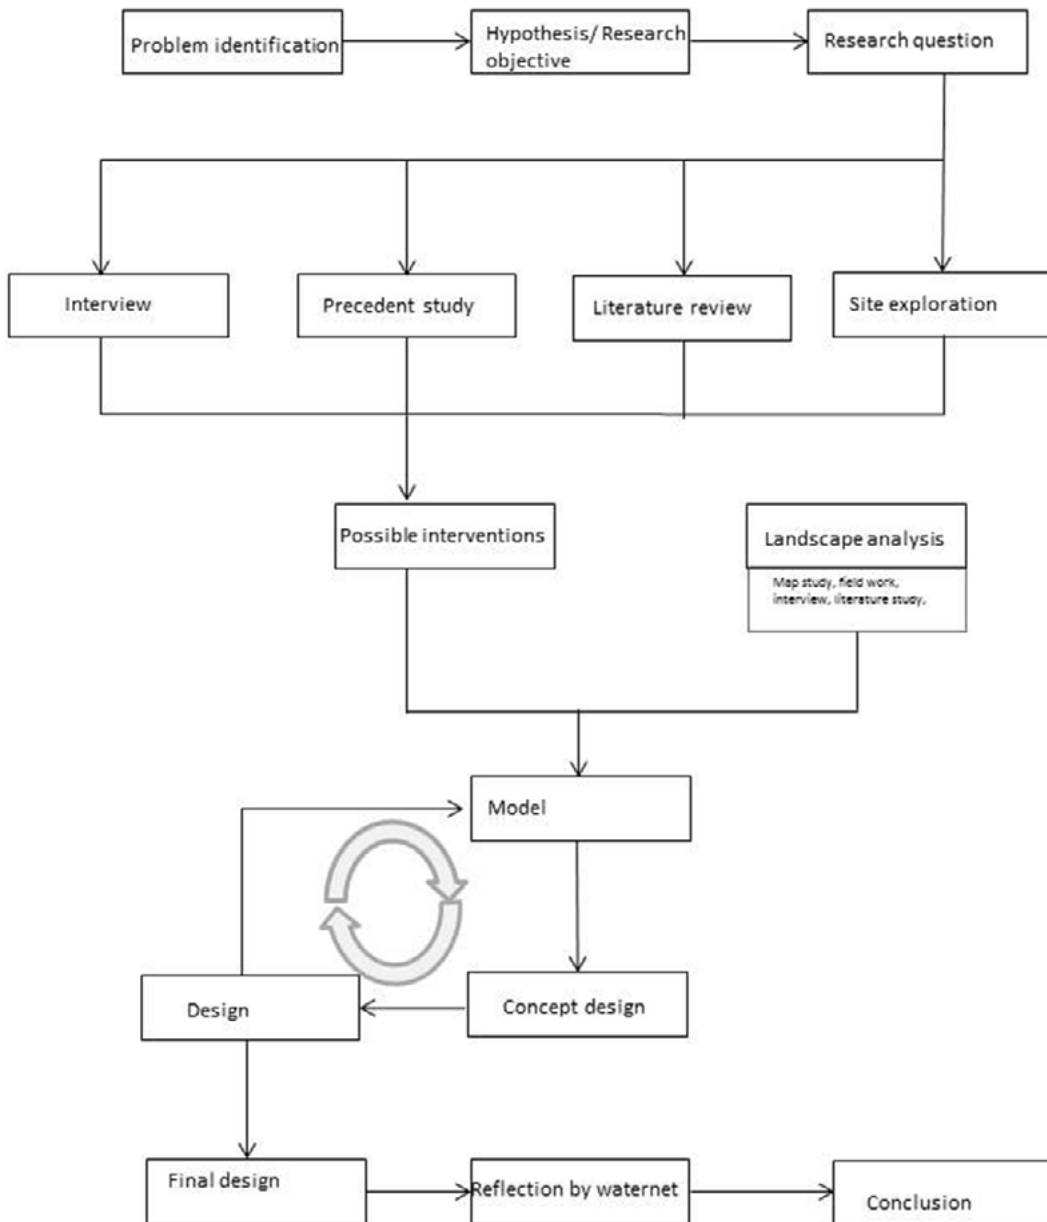 Problem identification
Hypothesis/ Research
objective
Research question
Interview
Precedent study
Literature review
Site exploration
Possible interventions
Landscape analysis
Map study, field work,
interview, literature study,
Model
Design
Concept design
Final design
Reflection by waternet
Conclusion